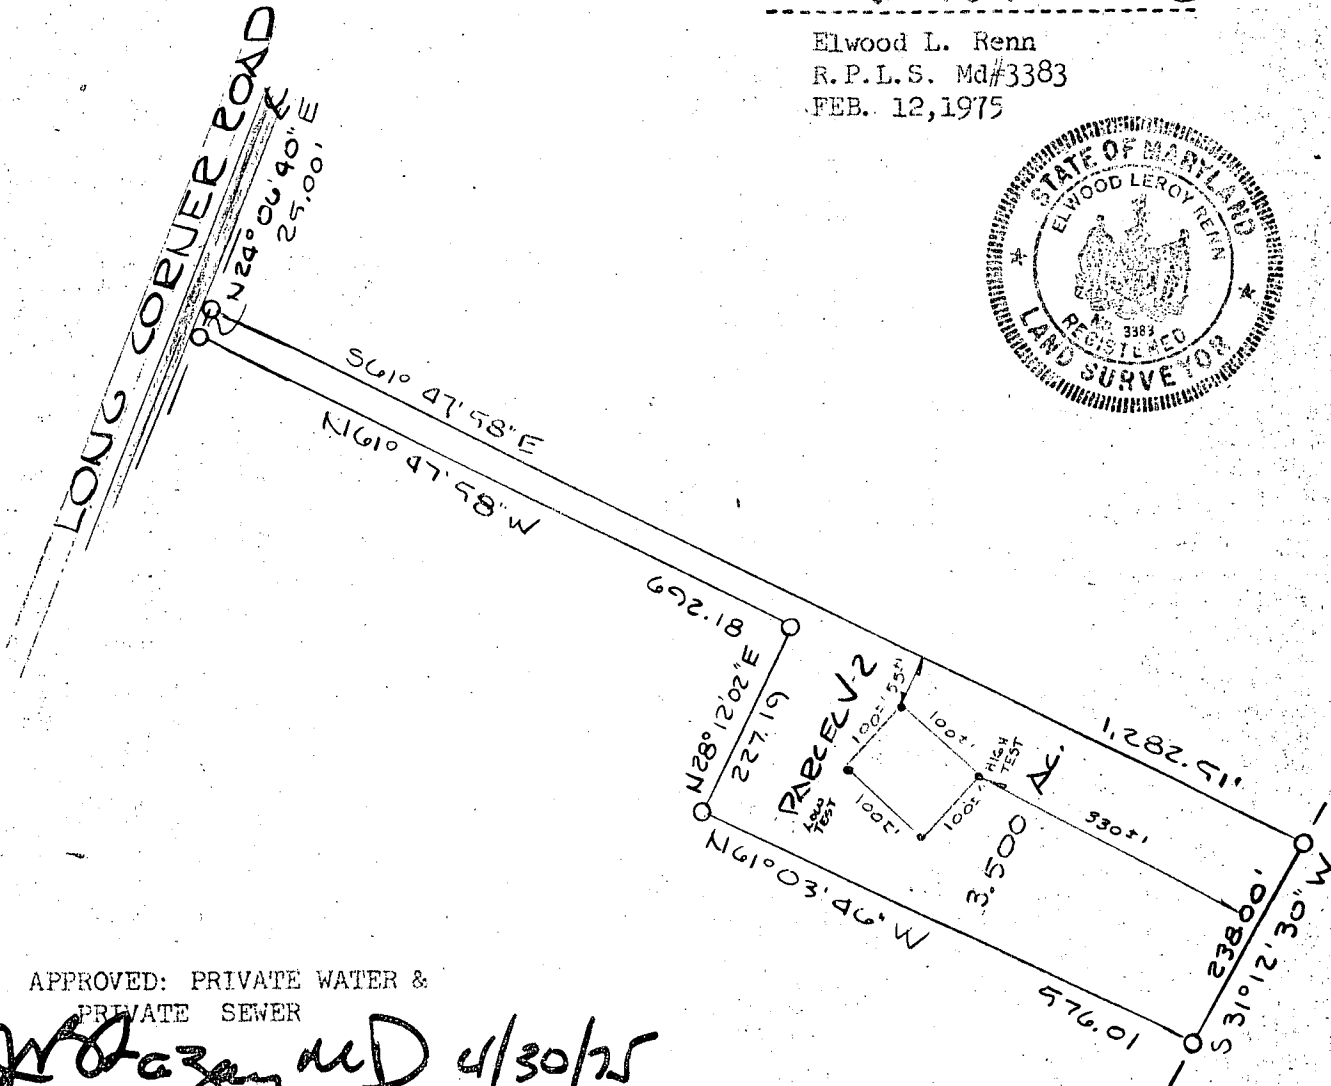 Elwood L. Renn
R.P.L.S. Md#3383
FEB. 12,1975
STATE OF MARYLAND
ELWOOD LEROY RENN
No. 3383
REGISTERED
LAND SURVEYOR
LONG CORNER ROAD
N24° 06' 40" E
25.00'
S61° 47' 58" E
N61° 47' 58" W
692.18
N28° 12' 02" E
227.19
PARCEL V-2
55±'
100±'
100±'
HIGH
TEST
100±'
100±'
LOW
TEST
3.500 Ac.
330±'
1,282.51'
238.00'
S 31° 12' 30" W
N61° 03' 46" W
576.01
APPROVED: PRIVATE WATER &
PRIVATE SEWER
MD 4/30/75